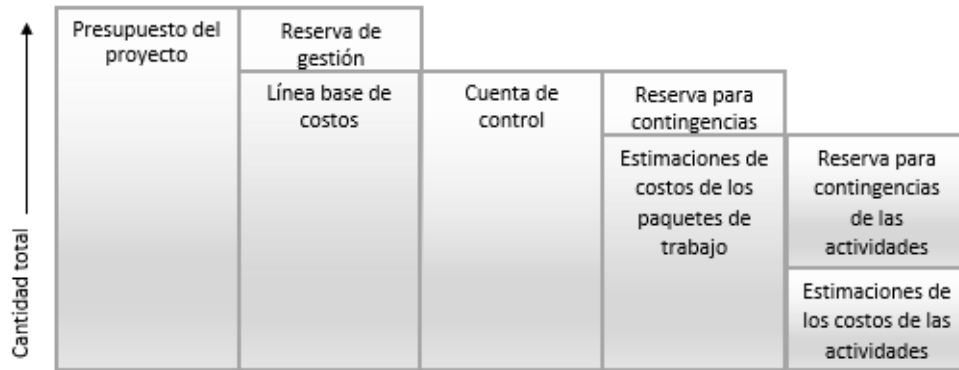 Presupuesto del
proyecto
Reserva de
gestión
Línea base de
costos
Cuenta de
control
Reserva para
contingencias
Estimaciones de
costos de los
paquetes de
trabajo
Reserva para
contingencias
de las
actividades
Estimaciones de
los costos de las
actividades
Cantidad total